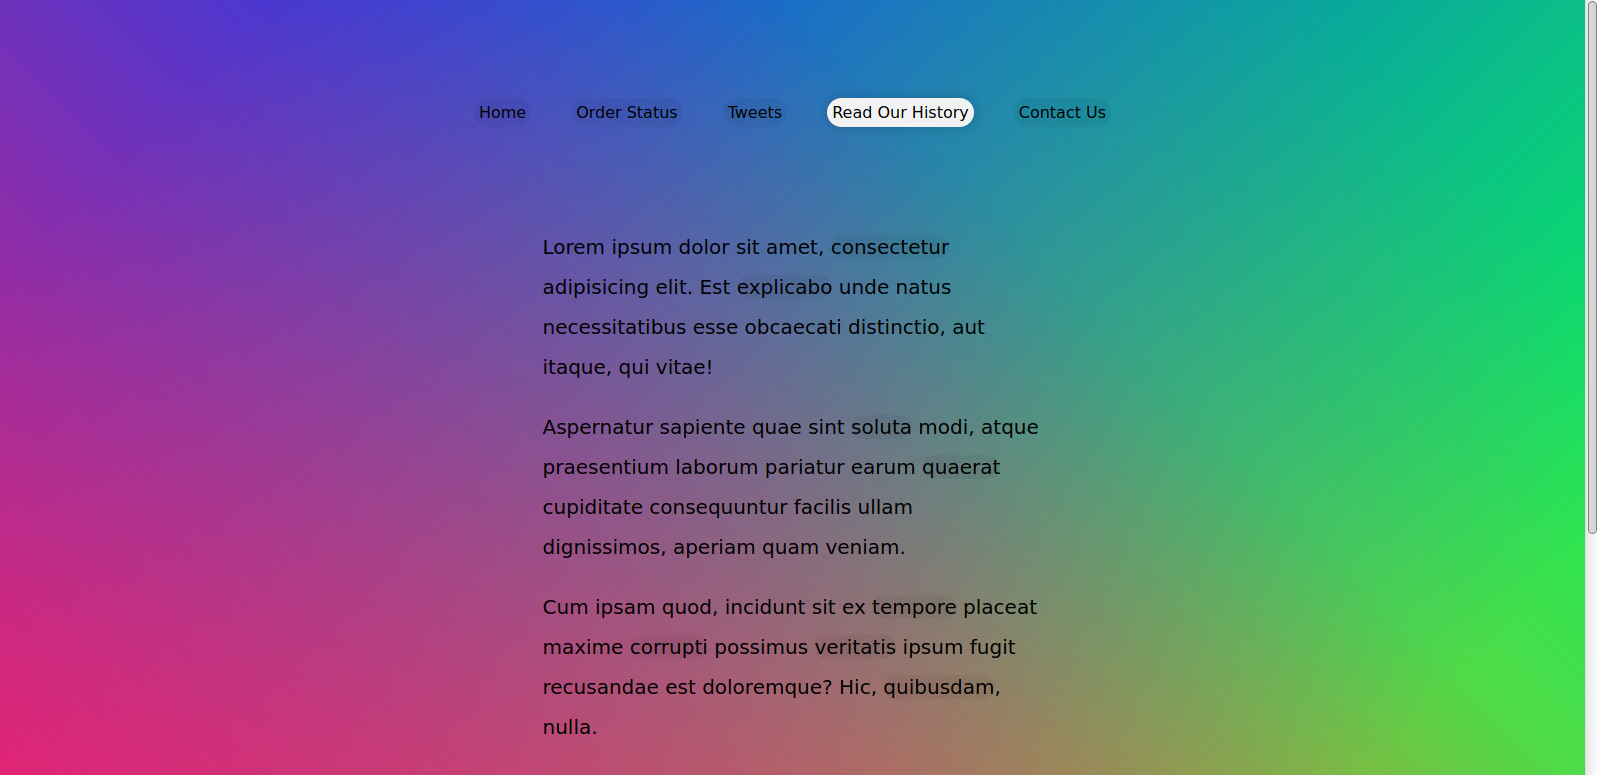 Home Order Status Tweets Read Our History Contact Us
Lorem ipsum dolor sit amet, consectetur
adipisicing elit. Est explicabo unde natus
necessitatibus esse obcaecati distinctio, aut
itaque, qui vitae!
Aspernatur sapiente quae sint soluta modi, atque
praesentium laborum pariatur earum quaerat
cupiditate consequuntur facilis ullam
dignissimos, aperiam quam veniam.
Cum ipsam quod, incidunt sit ex tempore placeat
maxime corrupti possimus veritatis ipsum fugit
recusandae est doloremque? Hic, quibusdam,
nulla.